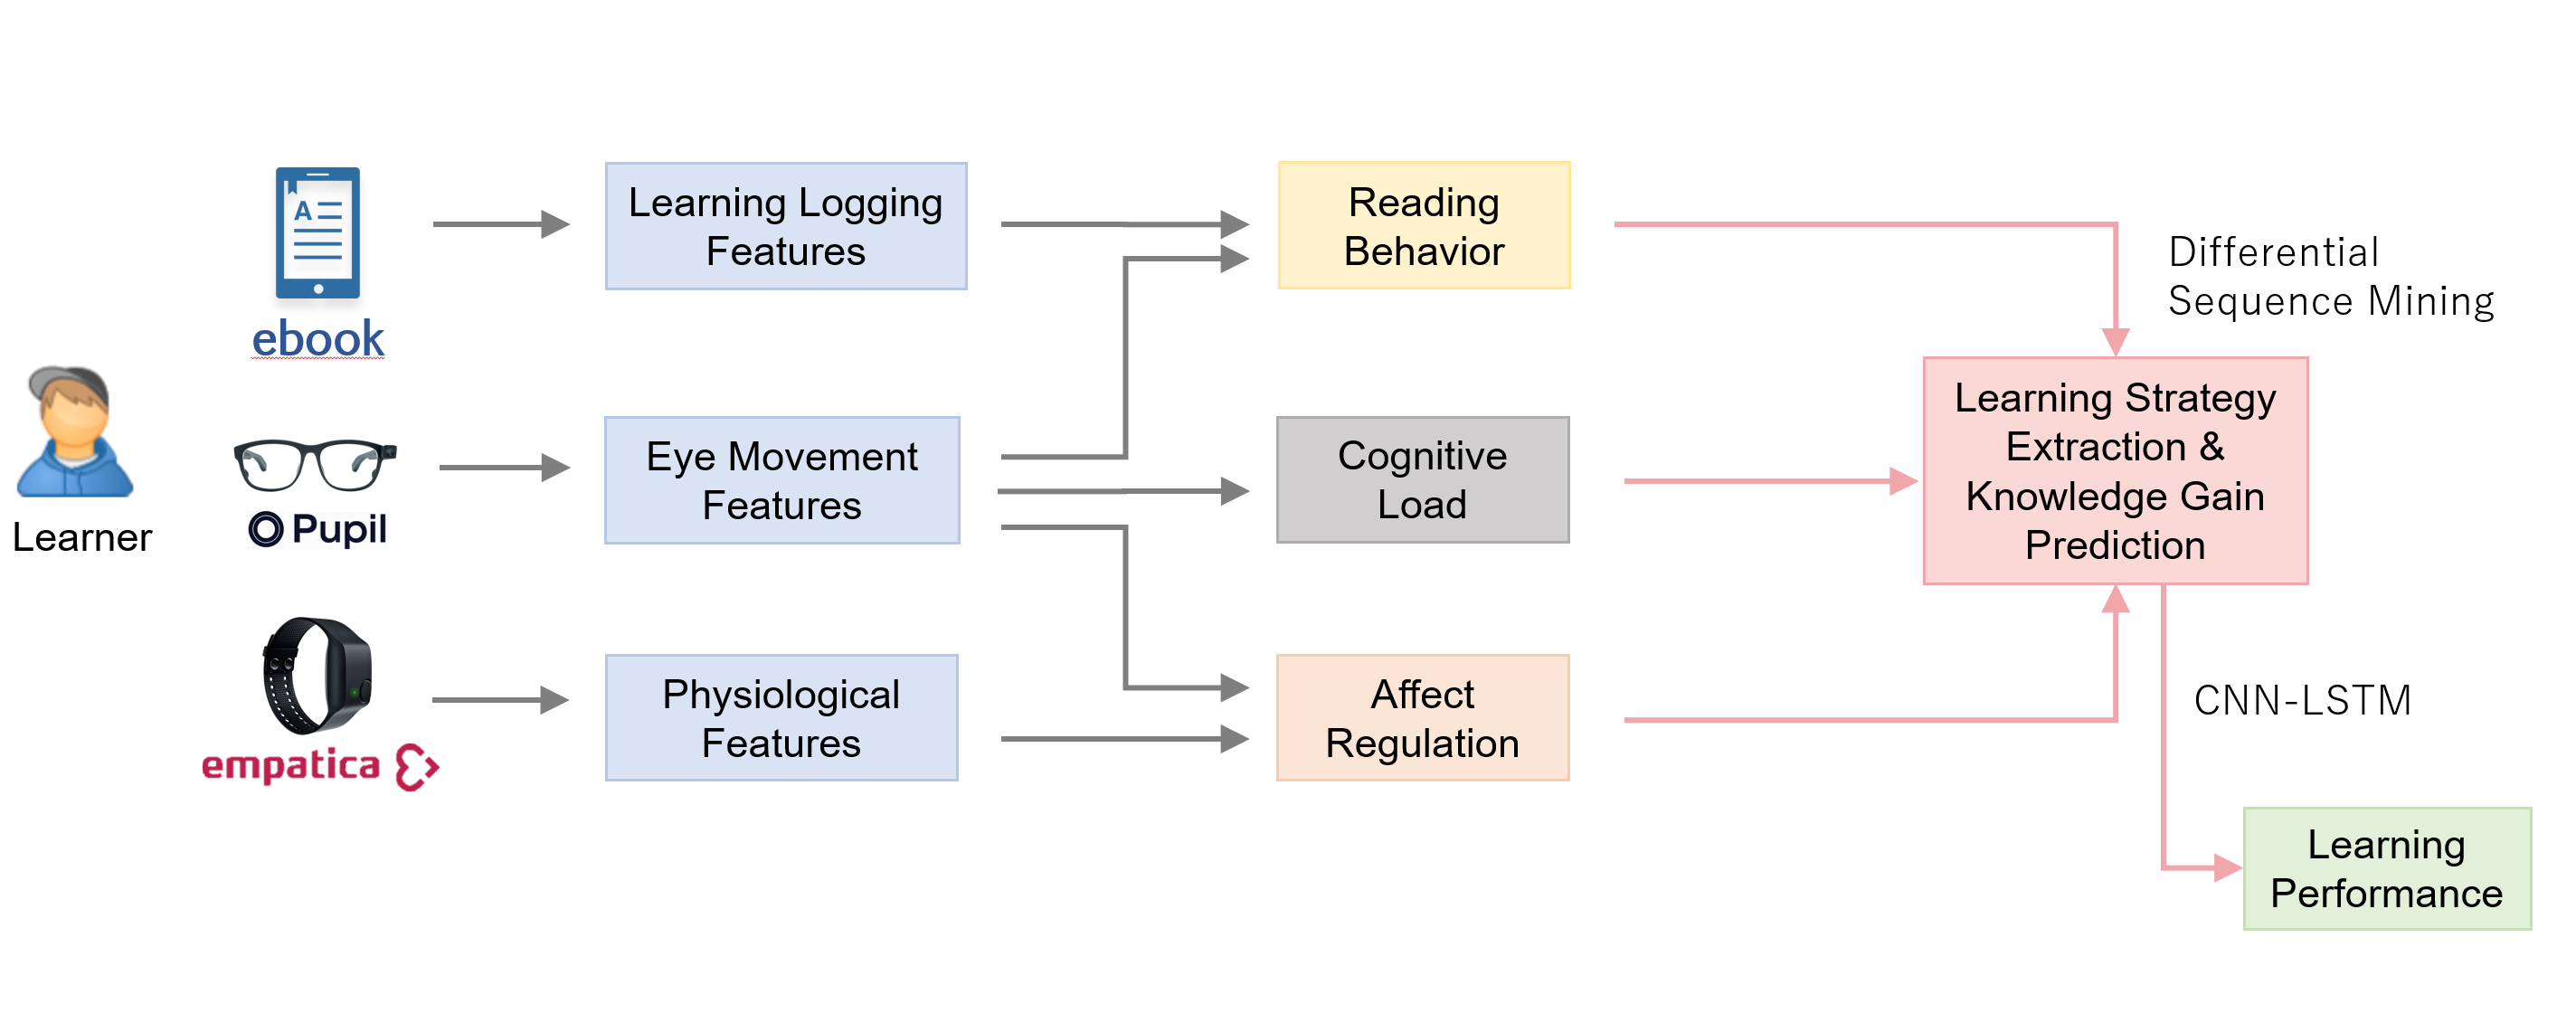 Learner
ebook
Pupil
empatica
Learning Logging
Features
Eye Movement
Features
Physiological
Features
Reading
Behavior
Cognitive
Load
Affect
Regulation
Differential
Sequence Mining
Learning Strategy
Extraction &
Knowledge Gain
Prediction
CNN-LSTM
Learning
Performance